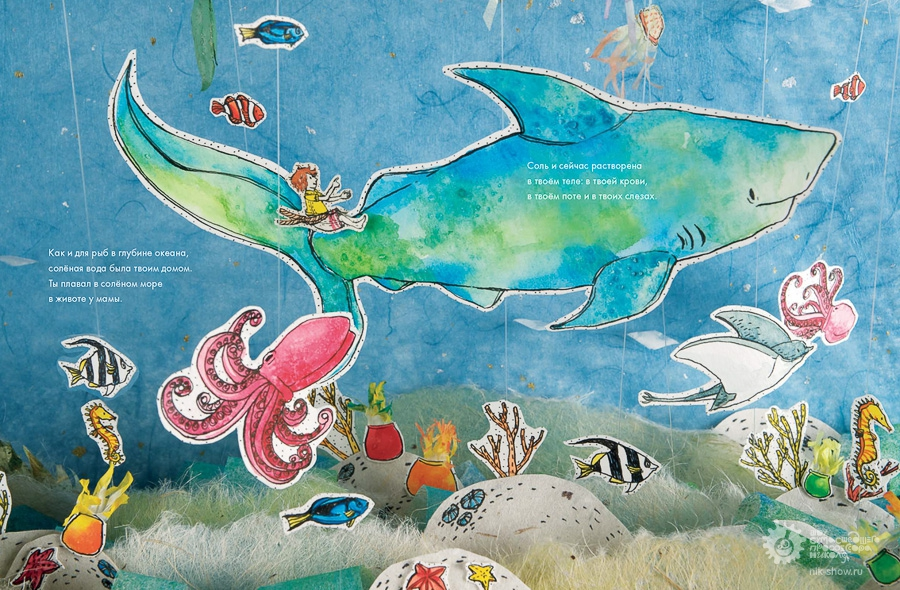 Как и для рыб в глубине океана,
солёная вода была твоим домом.
Ты плавал в солёном море
в животе у мамы.
Соль и сейчас растворена
в твоём теле: в твоей крови,
в твоём поте и в твоих слезах.
nik-show.ru